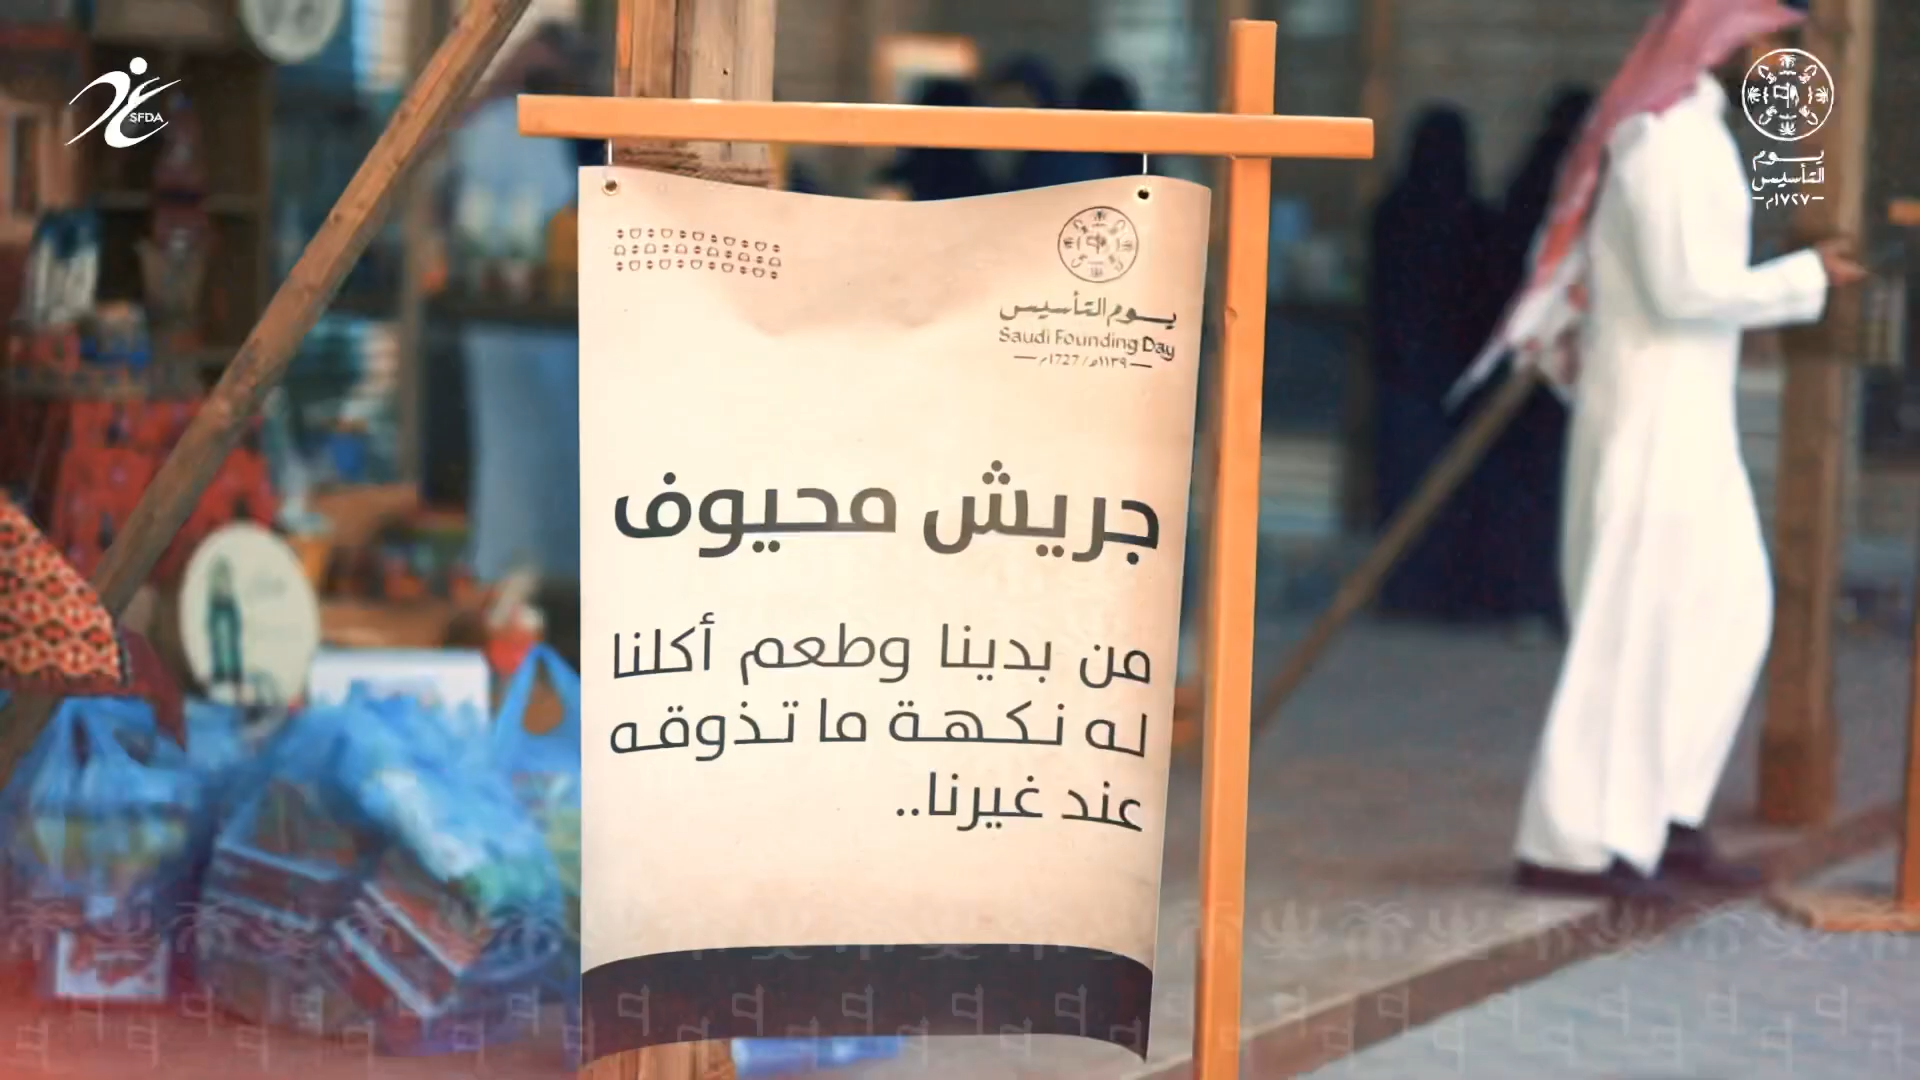 SFDA
يوم
التأسيس
١٧٢٧م
يوم التأسيس
Saudi Founding Day
١١٣٩هـ/1727م
جريش محيوف
من بدينا وطعم أكلنا
له نكهة ما تذوقه
عند غيرنا..